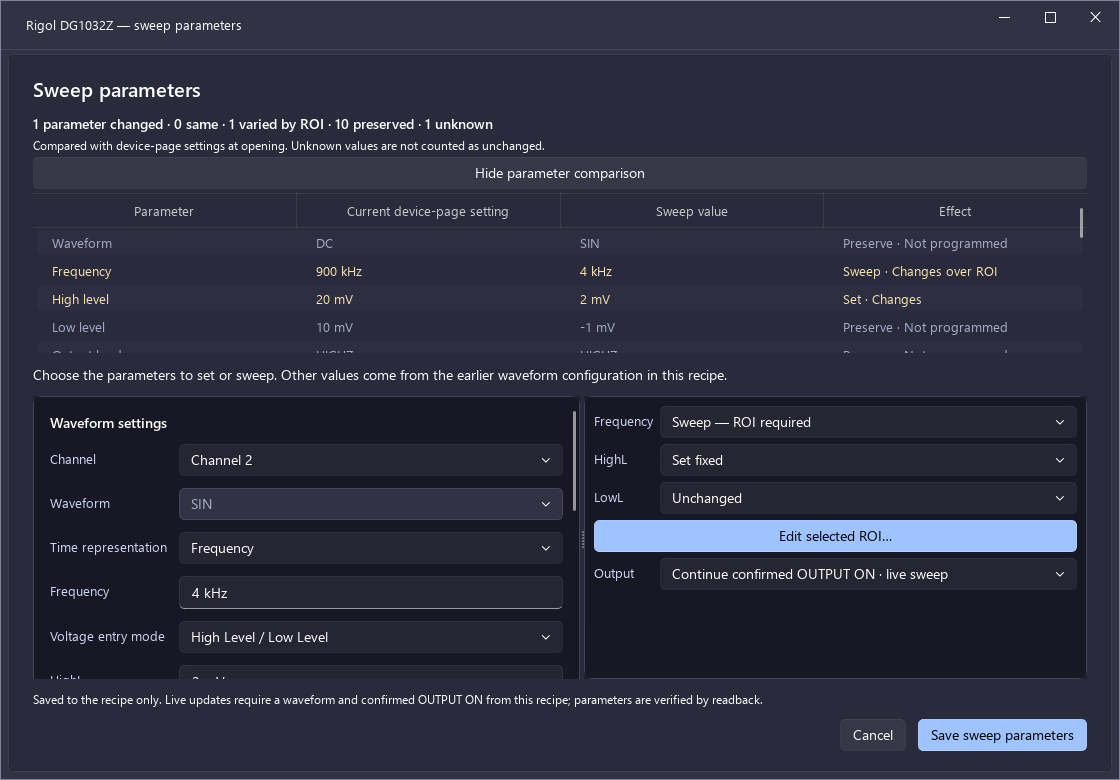 Rigol DG1032Z — sweep parameters
Sweep parameters
1 parameter changed · 0 same · 1 varied by ROI · 10 preserved · 1 unknown
Compared with device-page settings at opening. Unknown values are not counted as unchanged.
Hide parameter comparison
Parameter Current device-page setting Sweep value Effect
Waveform DC SIN Preserve · Not programmed
Frequency 900 kHz 4 kHz Sweep · Changes over ROI
High level 20 mV 2 mV Set · Changes
Low level 10 mV -1 mV Preserve · Not programmed
Choose the parameters to set or sweep. Other values come from the earlier waveform configuration in this recipe.
Waveform settings
Channel Channel 2
Waveform SIN
Time representation Frequency
Frequency 4 kHz
Voltage entry mode High Level / Low Level
Frequency Sweep — ROI required
HighL Set fixed
LowL Unchanged
Edit selected ROI...
Output Continue confirmed OUTPUT ON · live sweep
Saved to the recipe only. Live updates require a waveform and confirmed OUTPUT ON from this recipe; parameters are verified by readback.
Cancel Save sweep parameters